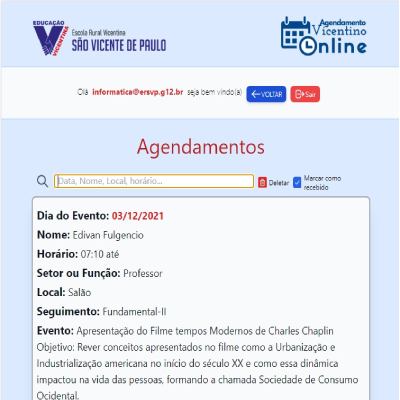 EDUCAÇÃO
VICENTINA
Escola Rural Vicentina
SÃO VICENTE DE PAULO
Agendamento
Vicentino
Online
Olá informatica@ersvp.g12.br seja bem vindo(a) VOLTAR Sair
Agendamentos
Data, Nome, Local, horário... Deletar Marcar como recebido
Dia do Evento: 03/12/2021
Nome: Edivan Fulgencio
Horário: 07:10 até
Setor ou Função: Professor
Local: Salão
Seguimento: Fundamental-II
Evento: Apresentação do Filme tempos Modernos de Charles Chaplin
Objetivo: Rever conceitos apresentados no filme como a Urbanização e
Industrialização americana no início do século XX e como essa dinâmica
impactou na vida das pessoas, formando a chamada Sociedade de Consumo
Ocidental.